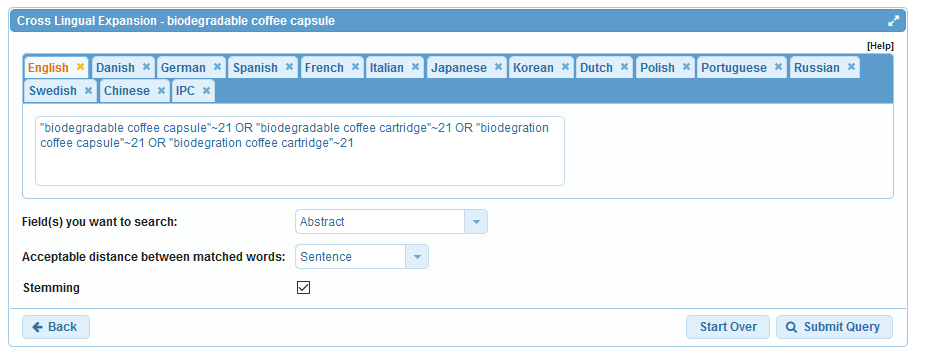 Cross Lingual Expansion - biodegradable coffee capsule
[Help]
English Danish German Spanish French Italian Japanese Korean Dutch Polish Portuguese Russian
Swedish Chinese IPC
"biodegradable coffee capsule"~21 OR "biodegradable coffee cartridge"~21 OR "biodegration
coffee capsule"~21 OR "biodegration coffee cartridge"~21
Field(s) you want to search: Abstract
Acceptable distance between matched words: Sentence
Stemming
Back Start Over Submit Query